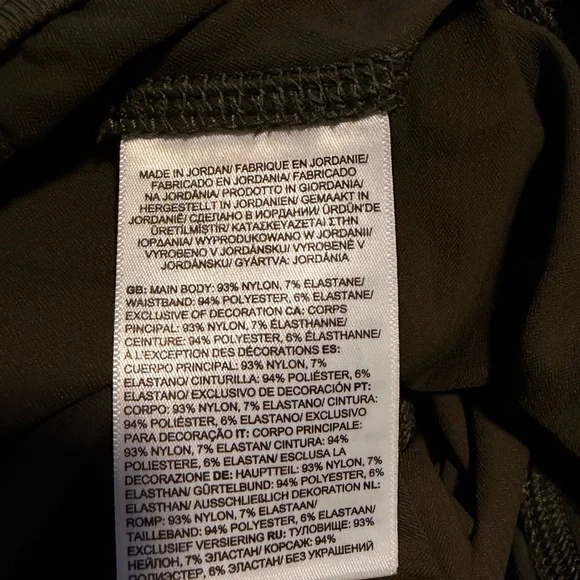 MADE IN JORDAN/ FABRIQUE EN JORDANIE/
FABRICADO EN JORDANIA/ FABRICADO
NA JORDÂNIA/ PRODOTTO IN GIORDANIA/
HERGESTELLT IN JORDANIEN/ GEMAAKT IN
JORDANIË/ СДЕЛАНО В ИОРДАНИИ/ ÜRDÜN'DE
ÜRETİLMİŞTİR/ ΚΑΤΑΣΚΕΥΑΖΕΤΑΙ ΣΤΗΝ
ΙΟΡΔΑΝΙΑ/ WYPRODUKOWANO W JORDANII/
VYROBENO V JORDÁNSKU/ VYROBENÉ V
JORDÁNSKU/ GYÁRTVA: JORDÁNIA
GB: MAIN BODY: 93% NYLON, 7% ELASTANE/
WAISTBAND: 94% POLYESTER, 6% ELASTANE/
EXCLUSIVE OF DECORATION CA: CORPS
PINCIPAL: 93% NYLON, 7% ÉLASTHANNE/
CEINTURE: 94% POLYESTER, 6% ÉLASTHANNE/
À L'EXCEPTION DES DÉCORATIONS ES:
CUERPO PRINCIPAL: 93% NYLON, 7%
ELASTANO/ CINTURILLA: 94% POLIÉSTER, 6%
ELASTANO/ EXCLUSIVO DE DECORACIÓN PT:
CORPO: 93% NYLON, 7% ELASTANO/ CINTURA:
94% POLIÉSTER, 6% ELASTANO/ EXCLUSIVO
PARA DECORAÇÃO IT: CORPO PRINCIPALE:
93% NYLON, 7% ELASTAN/ CINTURA: 94%
POLIESTERE, 6% ELASTAN/ ESCLUSA LA
DECORAZIONE DE: HAUPTTEIL: 93% NYLON, 7%
ELASTHAN/ GÜRTELBUND: 94% POLYESTER, 6%
ELASTHAN/ AUSSCHLIEẞLICH DEKORATION NL:
ROMP: 93% NYLON, 7% ELASTAAN/
TAILLEBAND: 94% POLYESTER, 6% ELASTAAN/
EXCLUSIEF VERSIERING RU: ТУЛОВИЩЕ: 93%
НЕЙЛОН, 7% ЭЛАСТАН/ КОРСАЖ: 94%
ПОЛИЭСТЕР, 6% ЭЛАСТАН/ БЕЗ УКРАШЕНИЙ